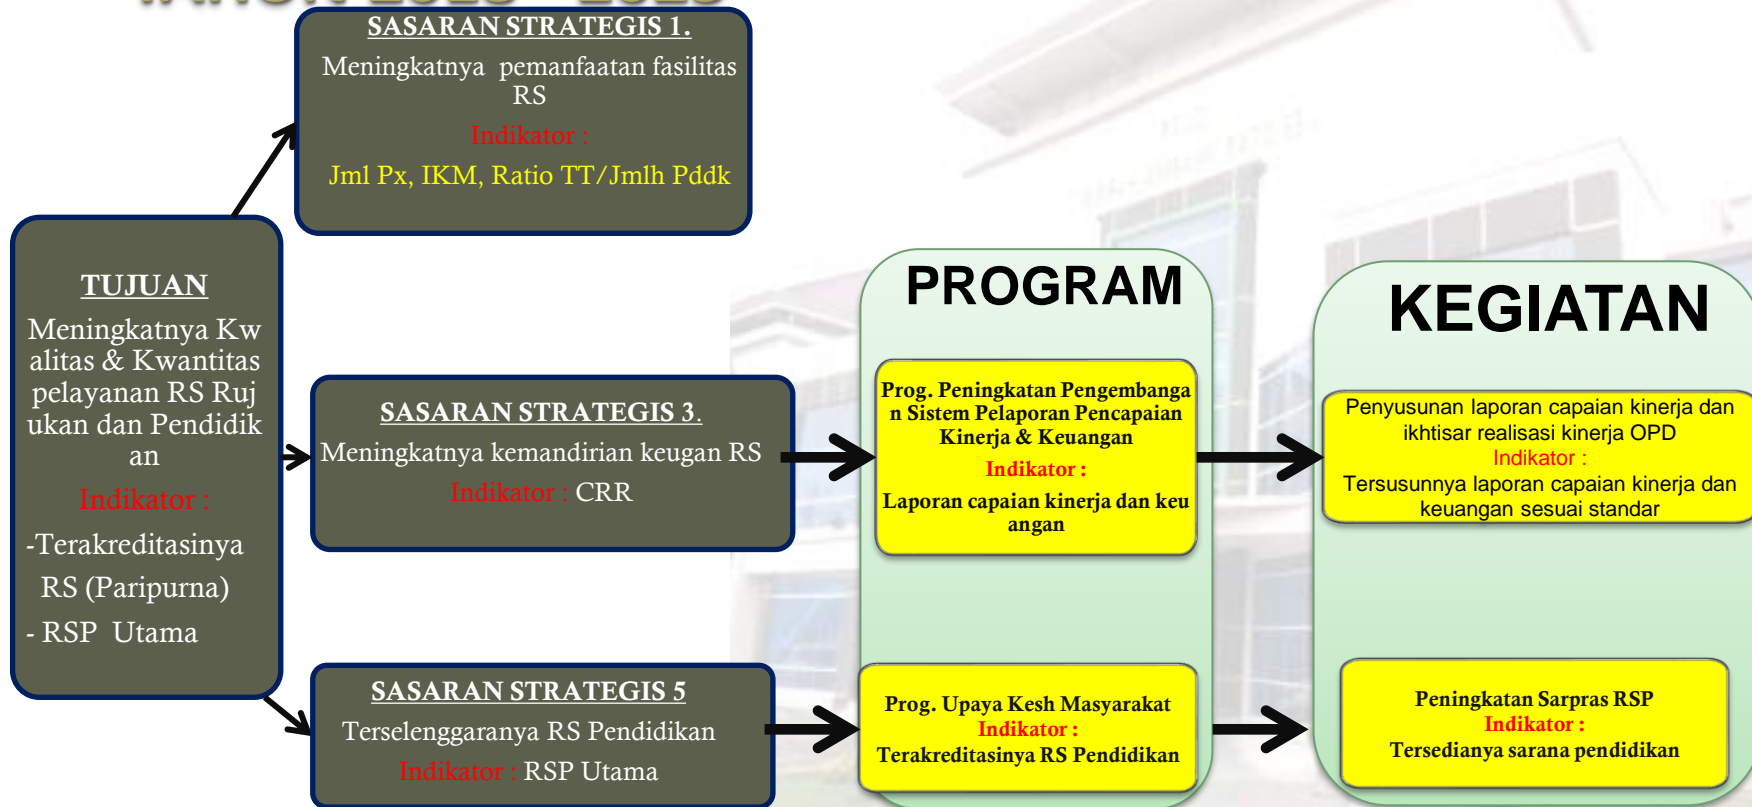 SASARAN STRATEGIS 1.
Meningkatnya pemanfaatan fasilitas
RS
Indikator :
Jml Px, IKM, Ratio TT/Jmlh Pddk
TUJUAN
Meningkatnya Kw
alitas & Kwantitas
pelayanan RS Ruj
ukan dan Pendidik
an
Indikator :
-Terakreditasinya
RS (Paripurna)
- RSP Utama
SASARAN STRATEGIS 3.
Meningkatnya kemandirian keugan RS
Indikator : CRR
SASARAN STRATEGIS 5
Terselenggaranya RS Pendidikan
Indikator : RSP Utama
PROGRAM
Prog. Peningkatan Pengembanga
n Sistem Pelaporan Pencapaian
Kinerja & Keuangan
Indikator :
Laporan capaian kinerja dan keu
angan
Prog. Upaya Kesh Masyarakat
Indikator :
Terakreditasinya RS Pendidikan
KEGIATAN
Penyusunan laporan capaian kinerja dan
ikhtisar realisasi kinerja OPD
Indikator :
Tersusunnya laporan capaian kinerja dan
keuangan sesuai standar
Peningkatan Sarpras RSP
Indikator :
Tersedianya sarana pendidikan